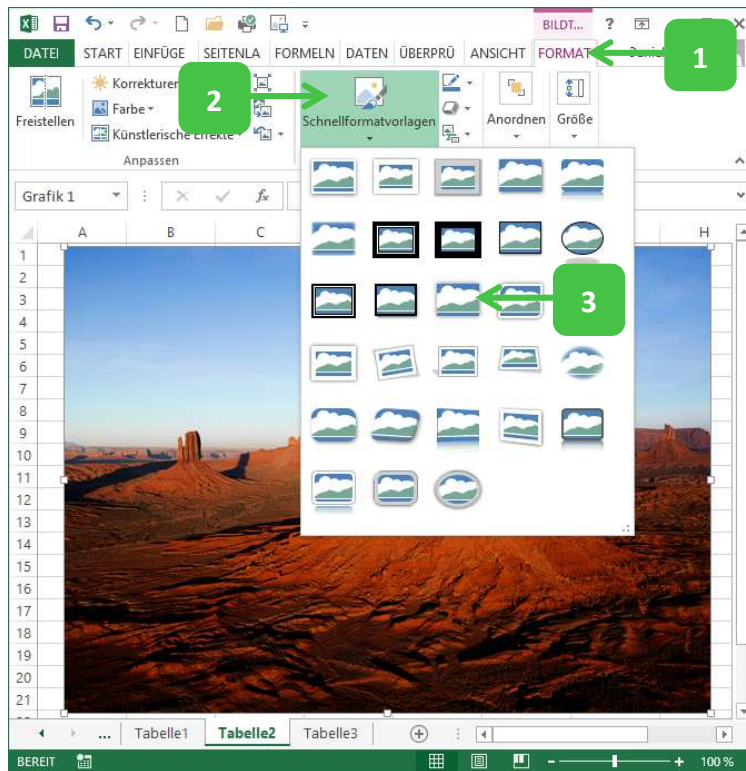 BILDT... ?
DATEI START EINFÜGE SEITENLA FORMELN DATEN ÜBERPRÜ ANSICHT FORMAT 1
Korrekturen
2
Freistellen
Farbe
Künstlerische Effekte
Schnellformatvorlagen
Anordnen
Größe
Anpassen
Grafik 1 fx
A B C H
1
2
3
3
4
5
6
7
8
9
10
11
12
13
14
15
16
17
18
19
20
21
... Tabelle1 Tabelle2 Tabelle3
BEREIT 100 %